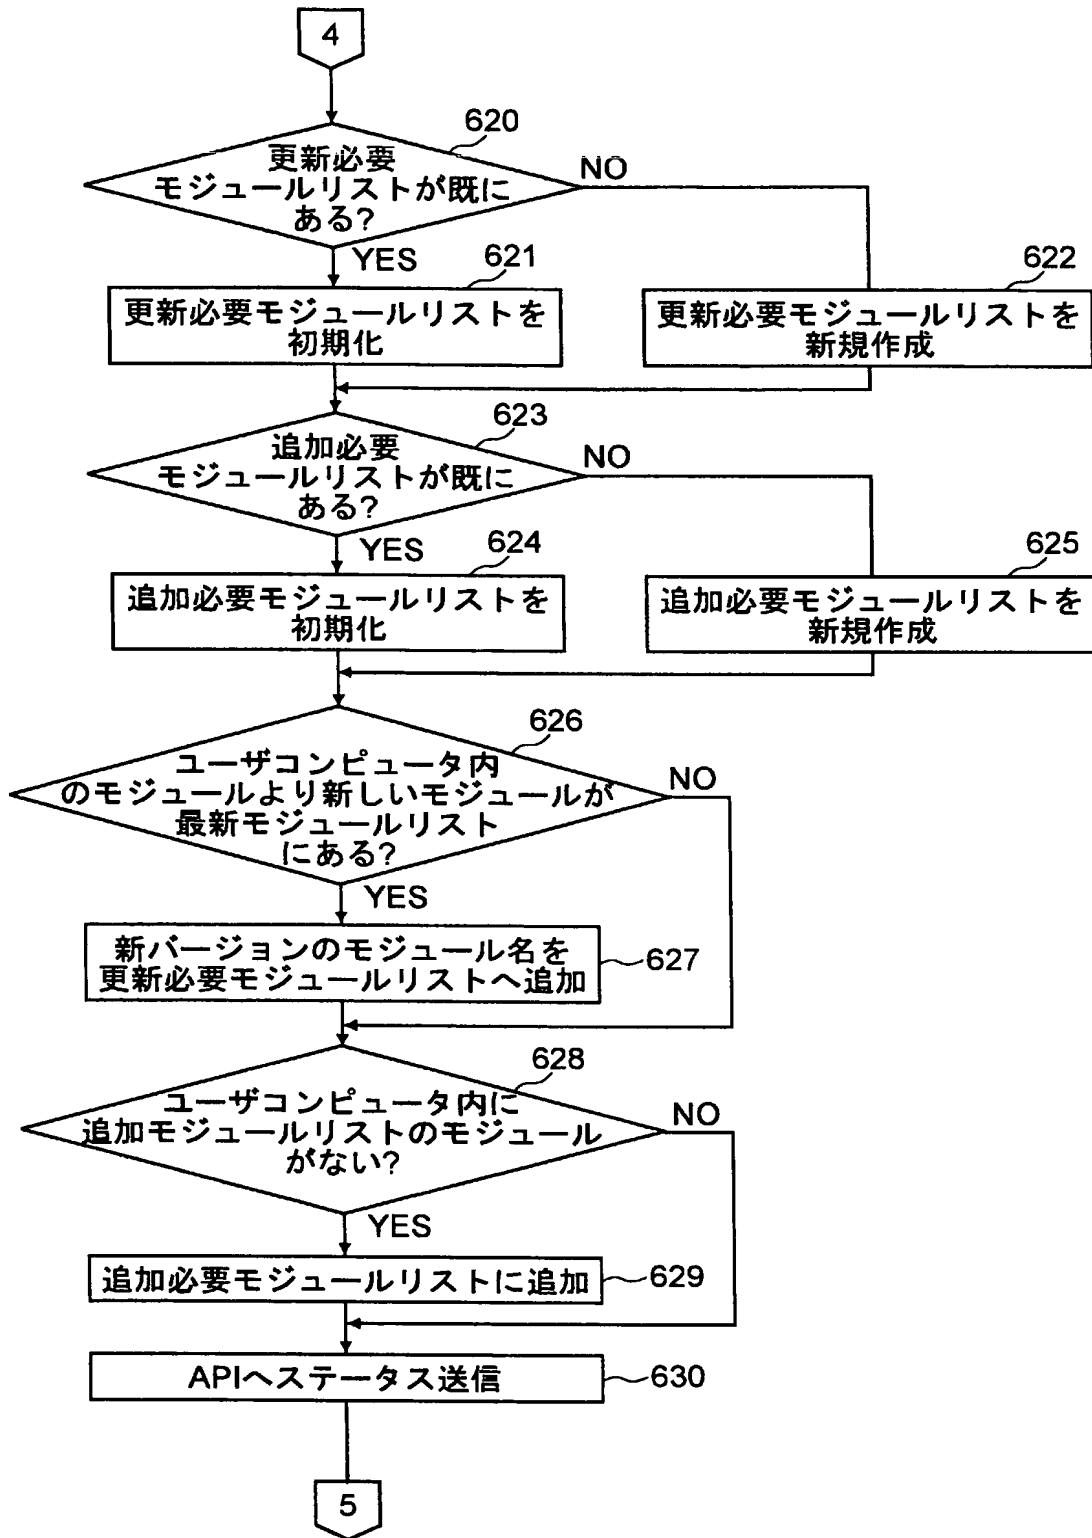 4
620
更新必要
モジュールリストが既に
ある?
NO
YES
621
更新必要モジュールリストを
初期化
622
更新必要モジュールリストを
新規作成
623
追加必要
モジュールリストが既に
ある?
NO
YES
624
追加必要モジュールリストを
初期化
625
追加必要モジュールリストを
新規作成
626
ユーザコンピュータ内
のモジュールより新しいモジュールが
最新モジュールリスト
にある?
NO
YES
新バージョンのモジュール名を
更新必要モジュールリストへ追加
627
628
ユーザコンピュータ内に
追加モジュールリストのモジュール
がない?
NO
YES
追加必要モジュールリストに追加
629
APIへステータス送信
630
5